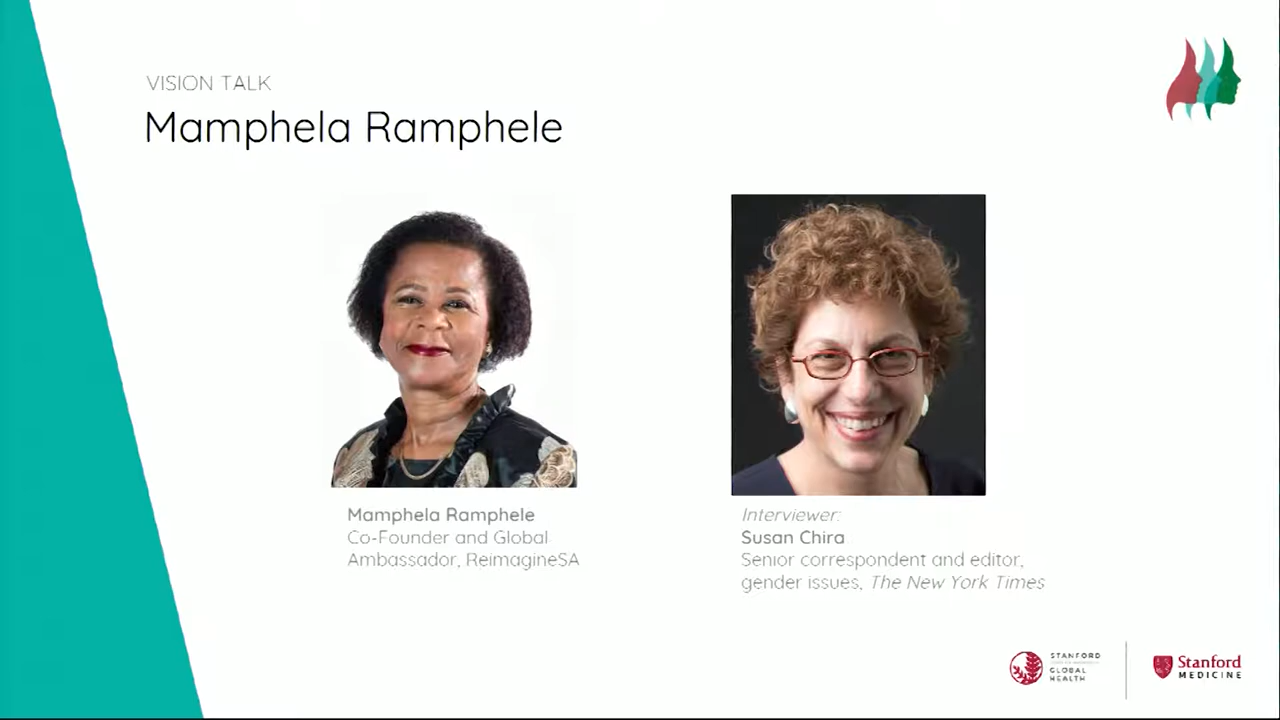 VISION TALK
Mamphela Ramphele
Mamphela Ramphele
Co-Founder and Global
Ambassador, ReimagineSA
Interviewer:
Susan Chira
Senior correspondent and editor,
gender issues, The New York Times
STANFORD
GLOBAL
HEALTH
Stanford
MEDICINE